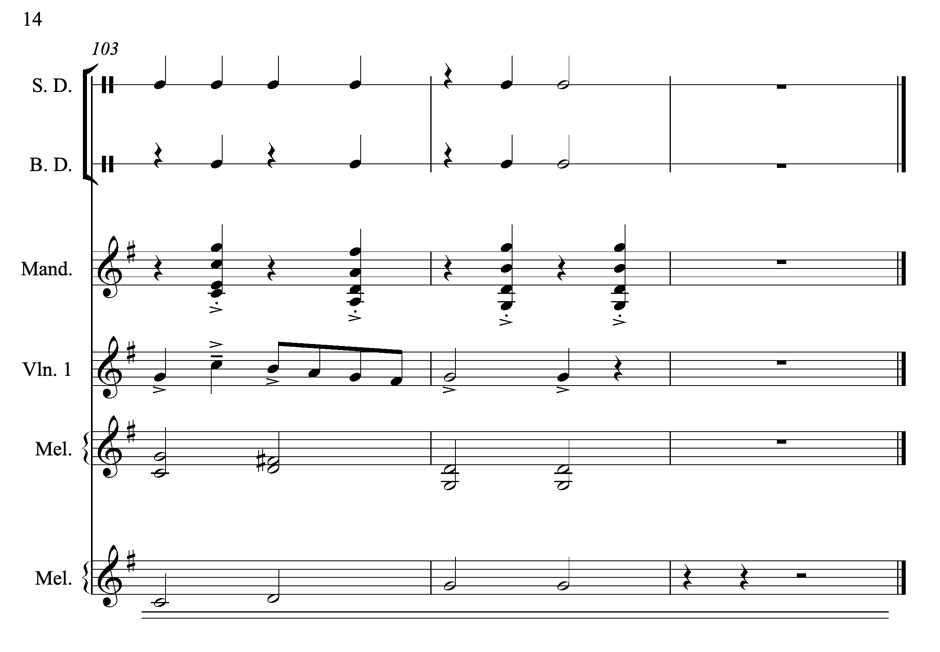 14
103
S. D.
B. D.
Mand.
Vln. 1
Mel.
Mel.